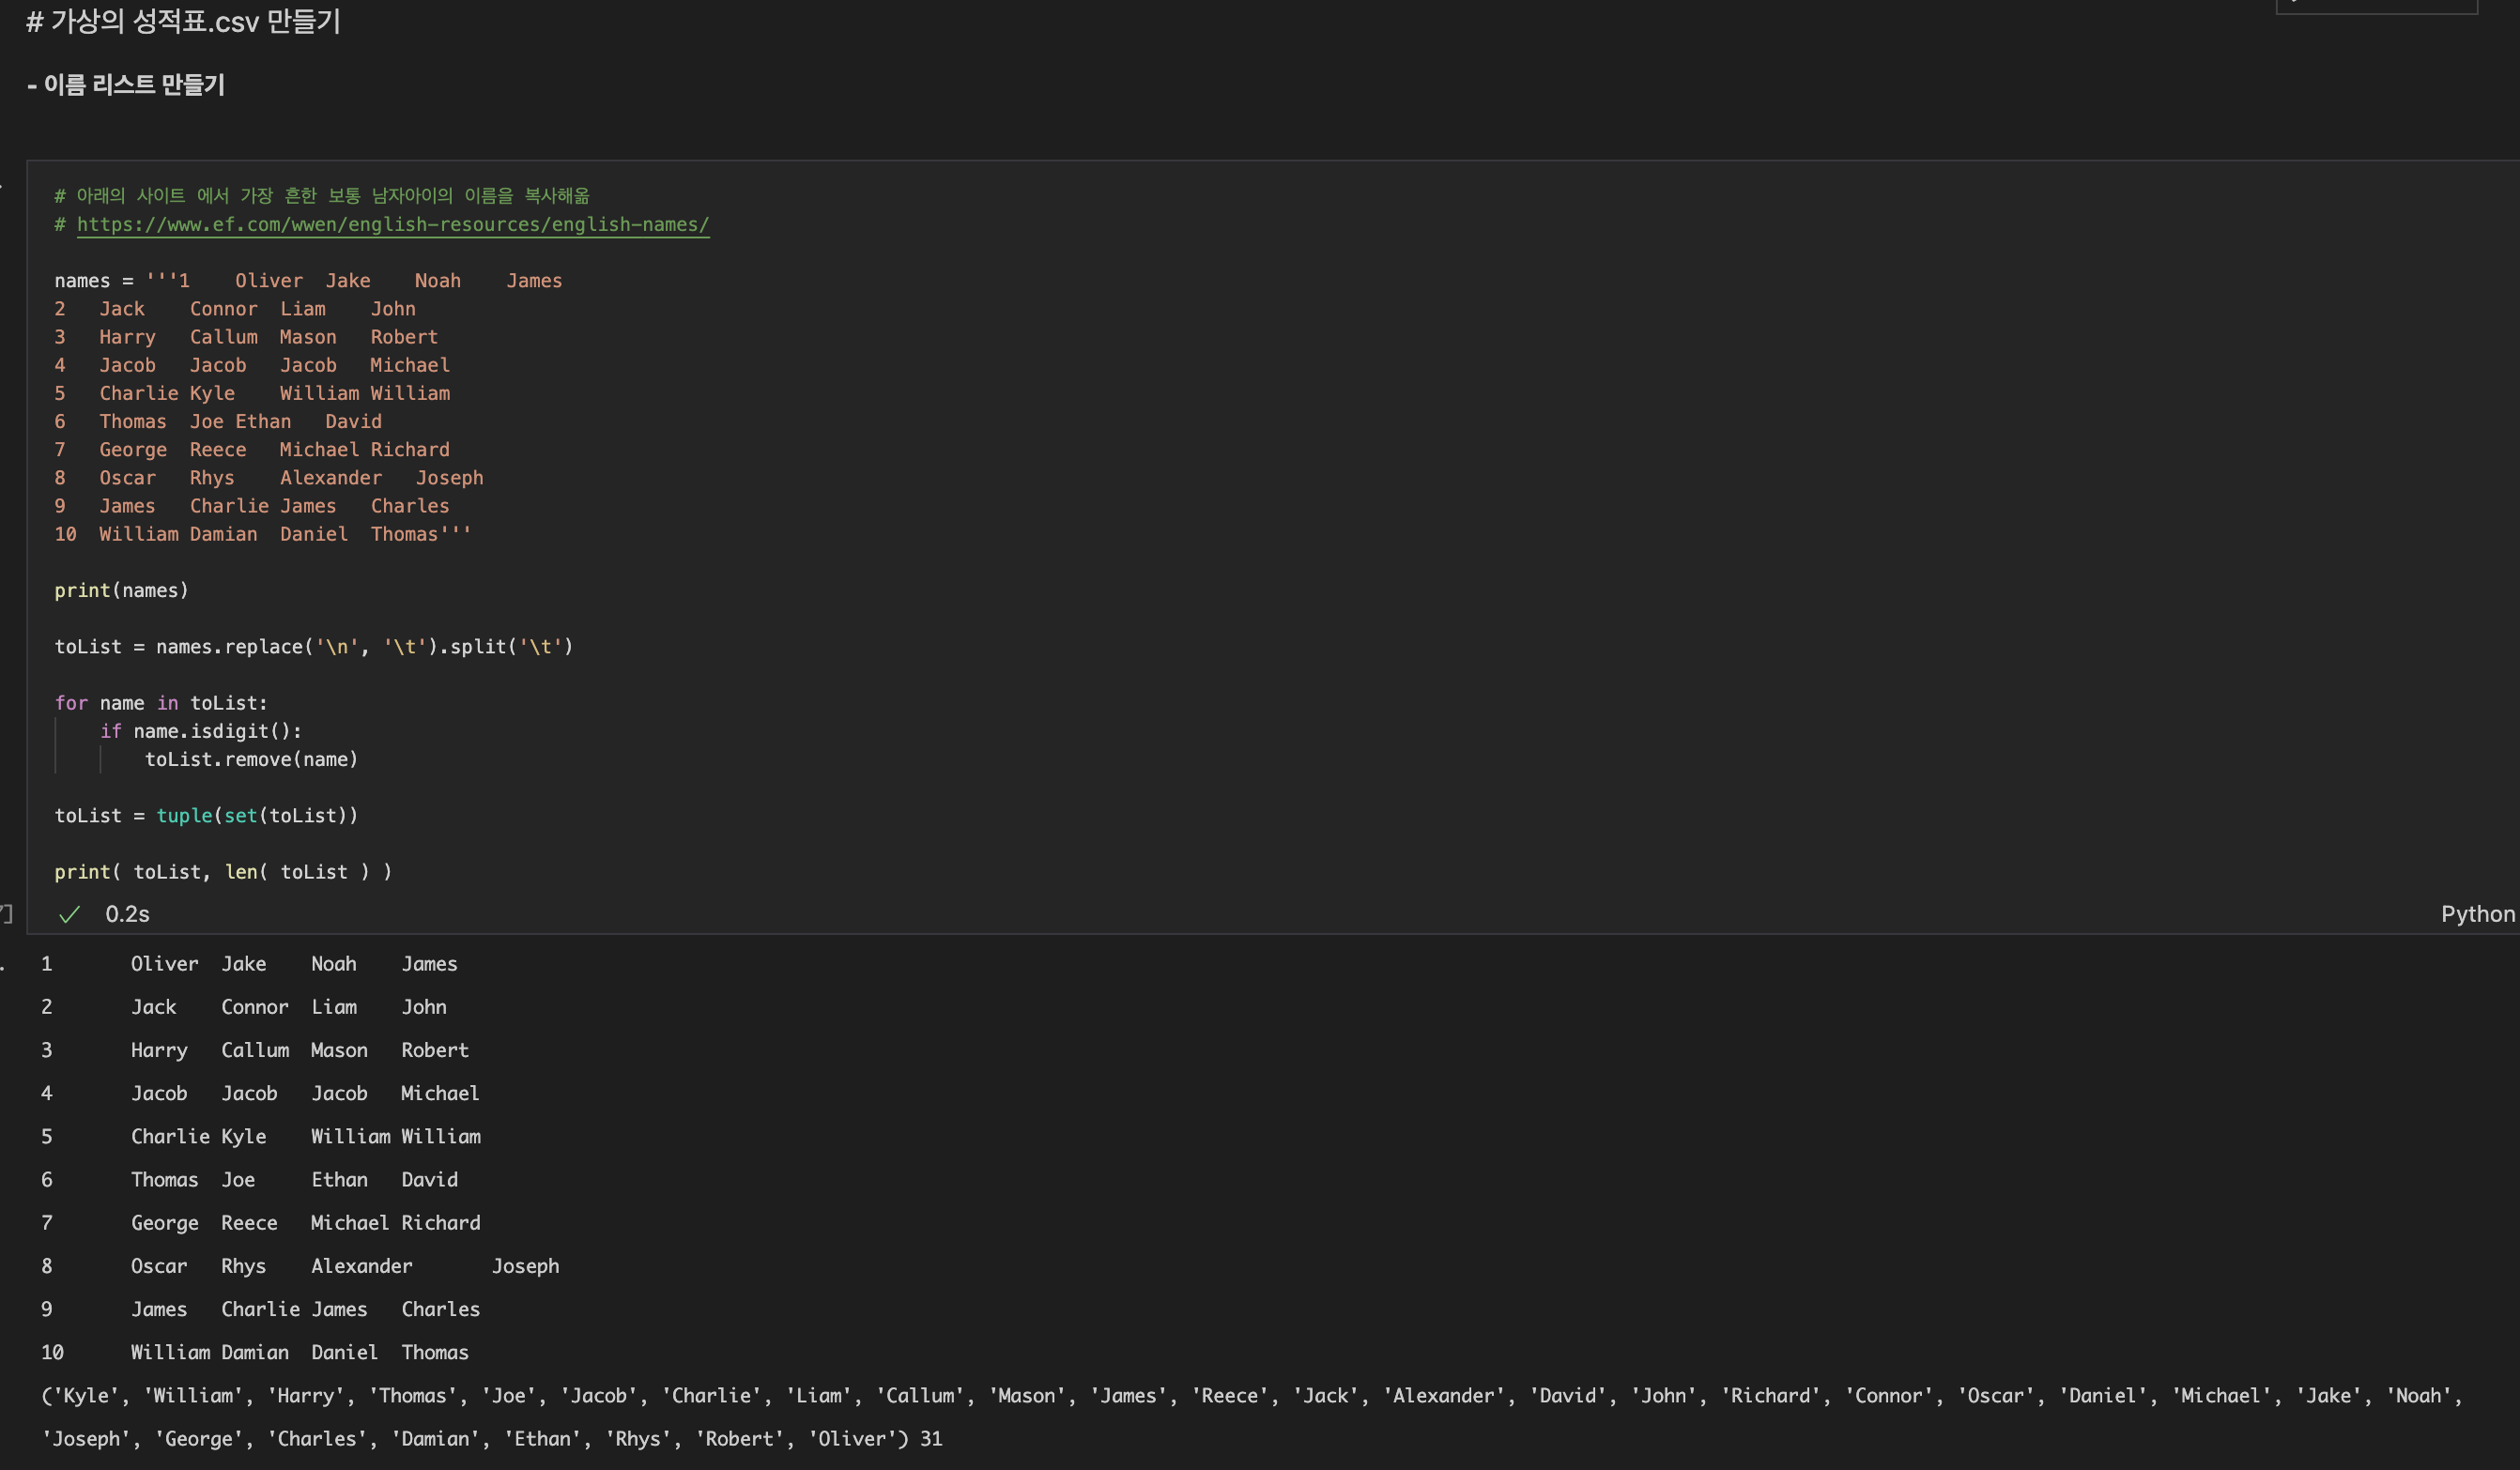 # 가상의 성적표.csv 만들기
- 이름 리스트 만들기
# 아래의 사이트 에서 가장 흔한 보통 남자아이의 이름을 복사해옮
# https://www.ef.com/wwen/english-resources/english-names/
names = '''1    Oliver  Jake    Noah    James
2   Jack    Connor  Liam    John
3   Harry   Callum  Mason   Robert
4   Jacob   Jacob   Jacob   Michael
5   Charlie Kyle    William William
6   Thomas  Joe Ethan   David
7   George  Reece   Michael Richard
8   Oscar   Rhys    Alexander   Joseph
9   James   Charlie James   Charles
10  William Damian  Daniel  Thomas'''
print(names)
toList = names.replace('\n', '\t').split('\t')
for name in toList:
    if name.isdigit():
        toList.remove(name)
toList = tuple(set(toList))
print( toList, len( toList ) )
✓ 0.2s
Python
1       Oliver  Jake    Noah    James
2       Jack    Connor  Liam    John
3       Harry   Callum  Mason   Robert
4       Jacob   Jacob   Jacob   Michael
5       Charlie Kyle    William William
6       Thomas  Joe     Ethan   David
7       George  Reece   Michael Richard
8       Oscar   Rhys    Alexander       Joseph
9       James   Charlie James   Charles
10      William Damian  Daniel  Thomas
('Kyle', 'William', 'Harry', 'Thomas', 'Joe', 'Jacob', 'Charlie', 'Liam', 'Callum', 'Mason', 'James', 'Reece', 'Jack', 'Alexander', 'David', 'John', 'Richard', 'Connor', 'Oscar', 'Daniel', 'Michael', 'Jake', 'Noah',
'Joseph', 'George', 'Charles', 'Damian', 'Ethan', 'Rhys', 'Robert', 'Oliver') 31